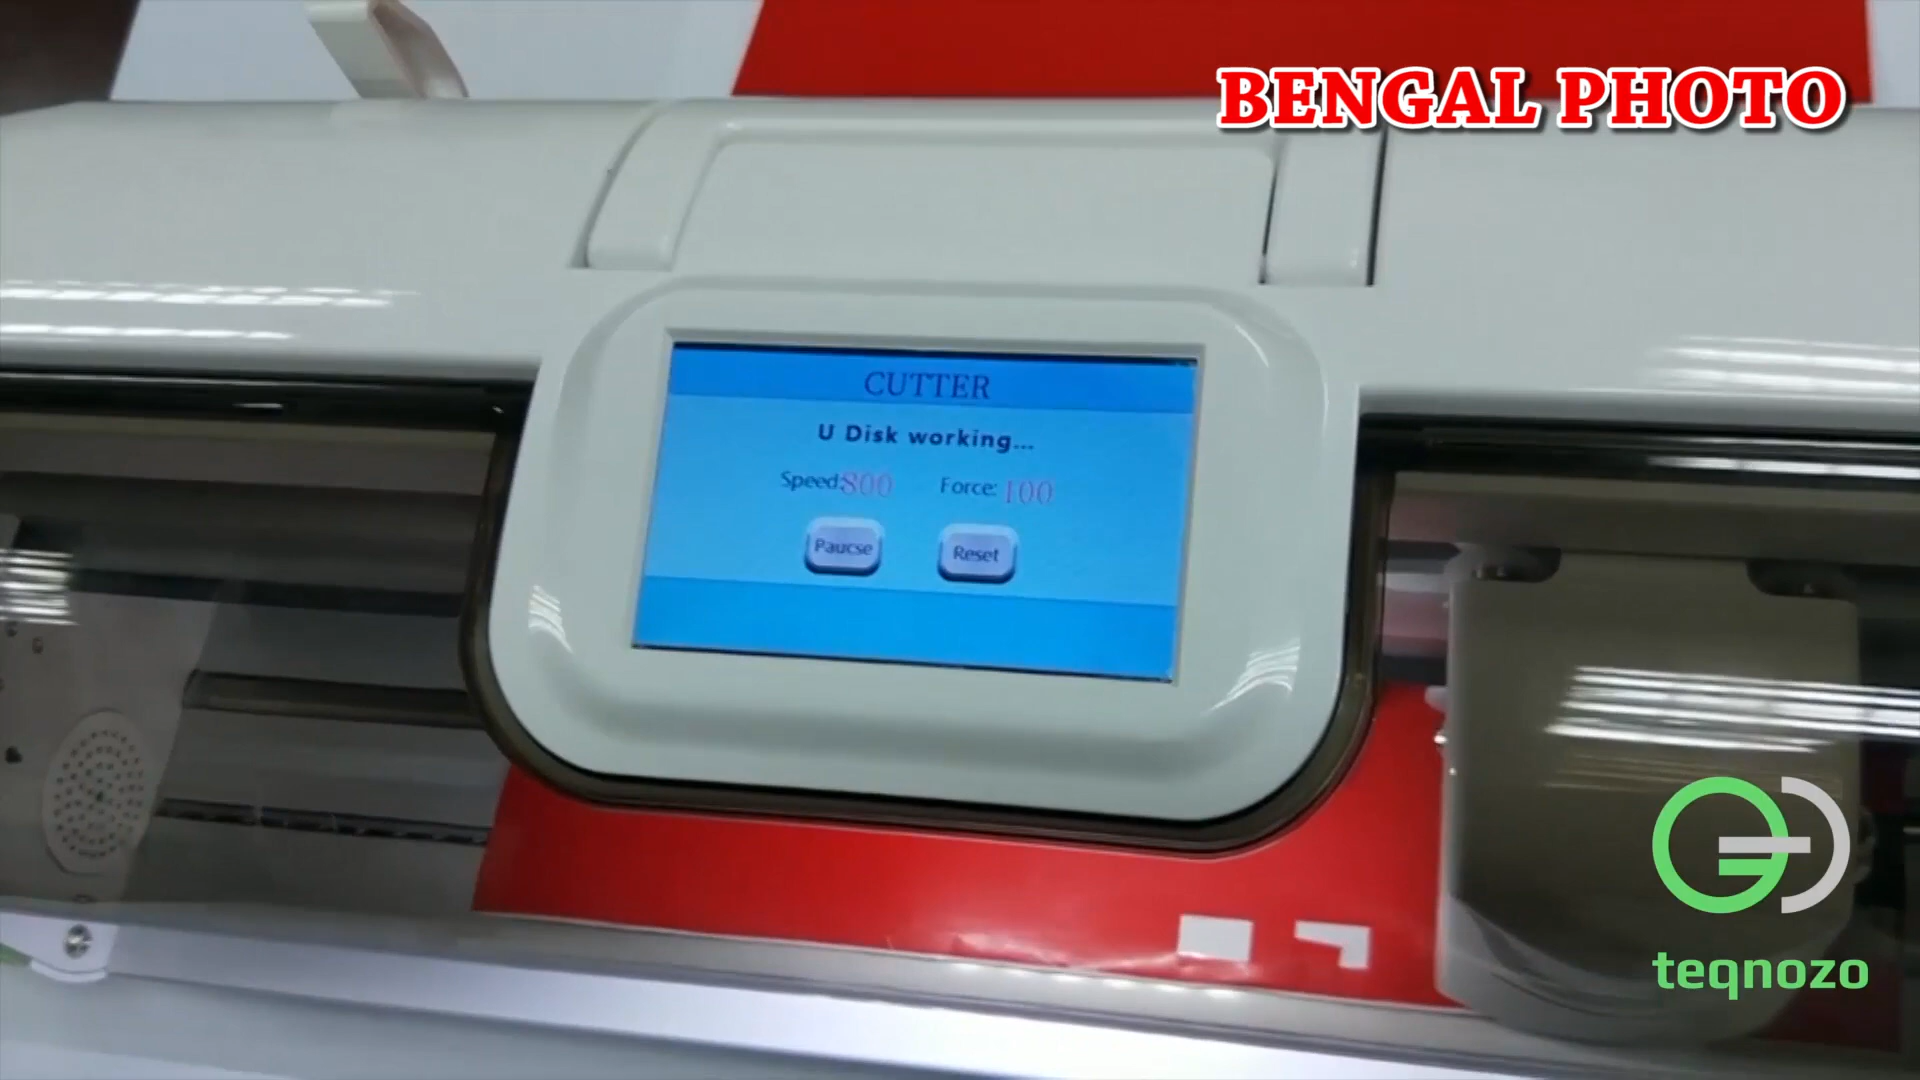 BENGAL PHOTO
CUTTER
U Disk working...
Speed:800 Force: 100
Paucse Reset
teqnozo